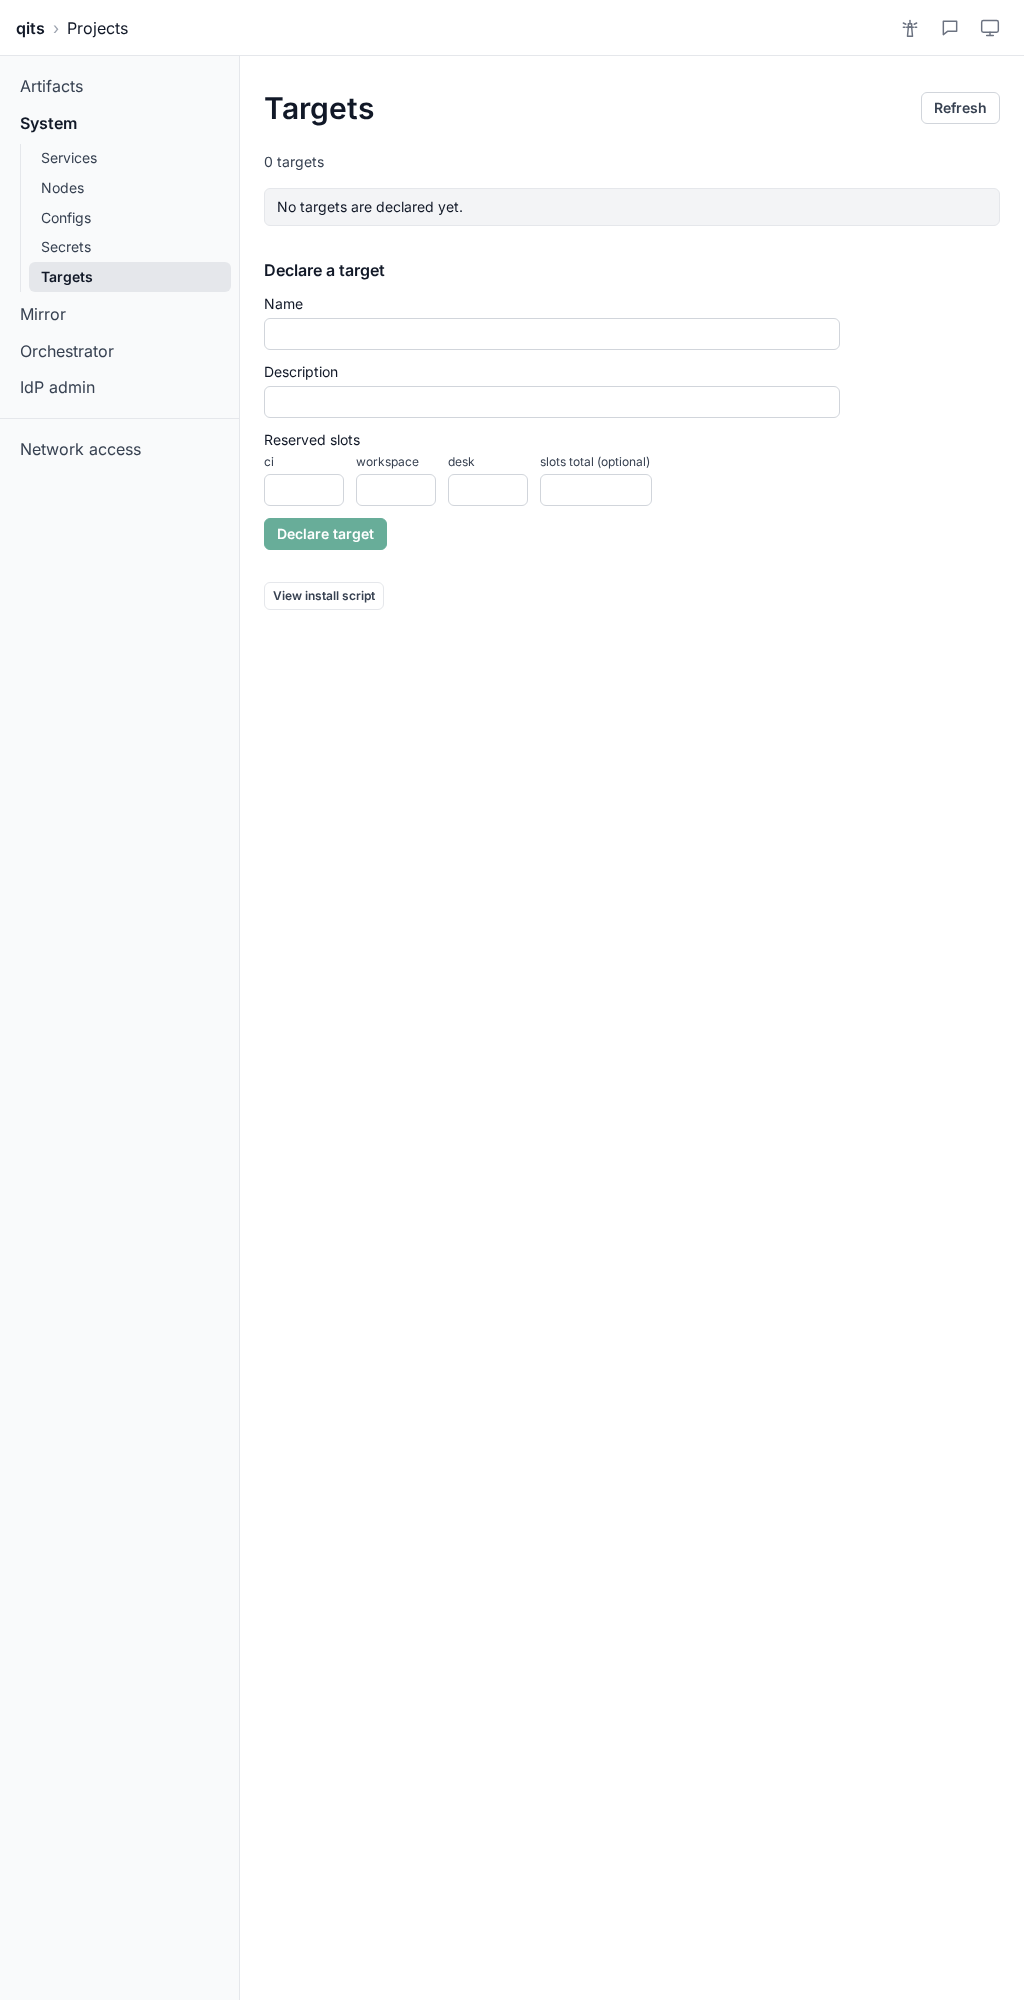 qits › Projects
Artifacts
System
Services
Nodes
Configs
Secrets
Targets
Mirror
Orchestrator
IdP admin
Network access
Targets
Refresh
0 targets
No targets are declared yet.
Declare a target
Name
Description
Reserved slots
ci workspace desk slots total (optional)
Declare target
View install script